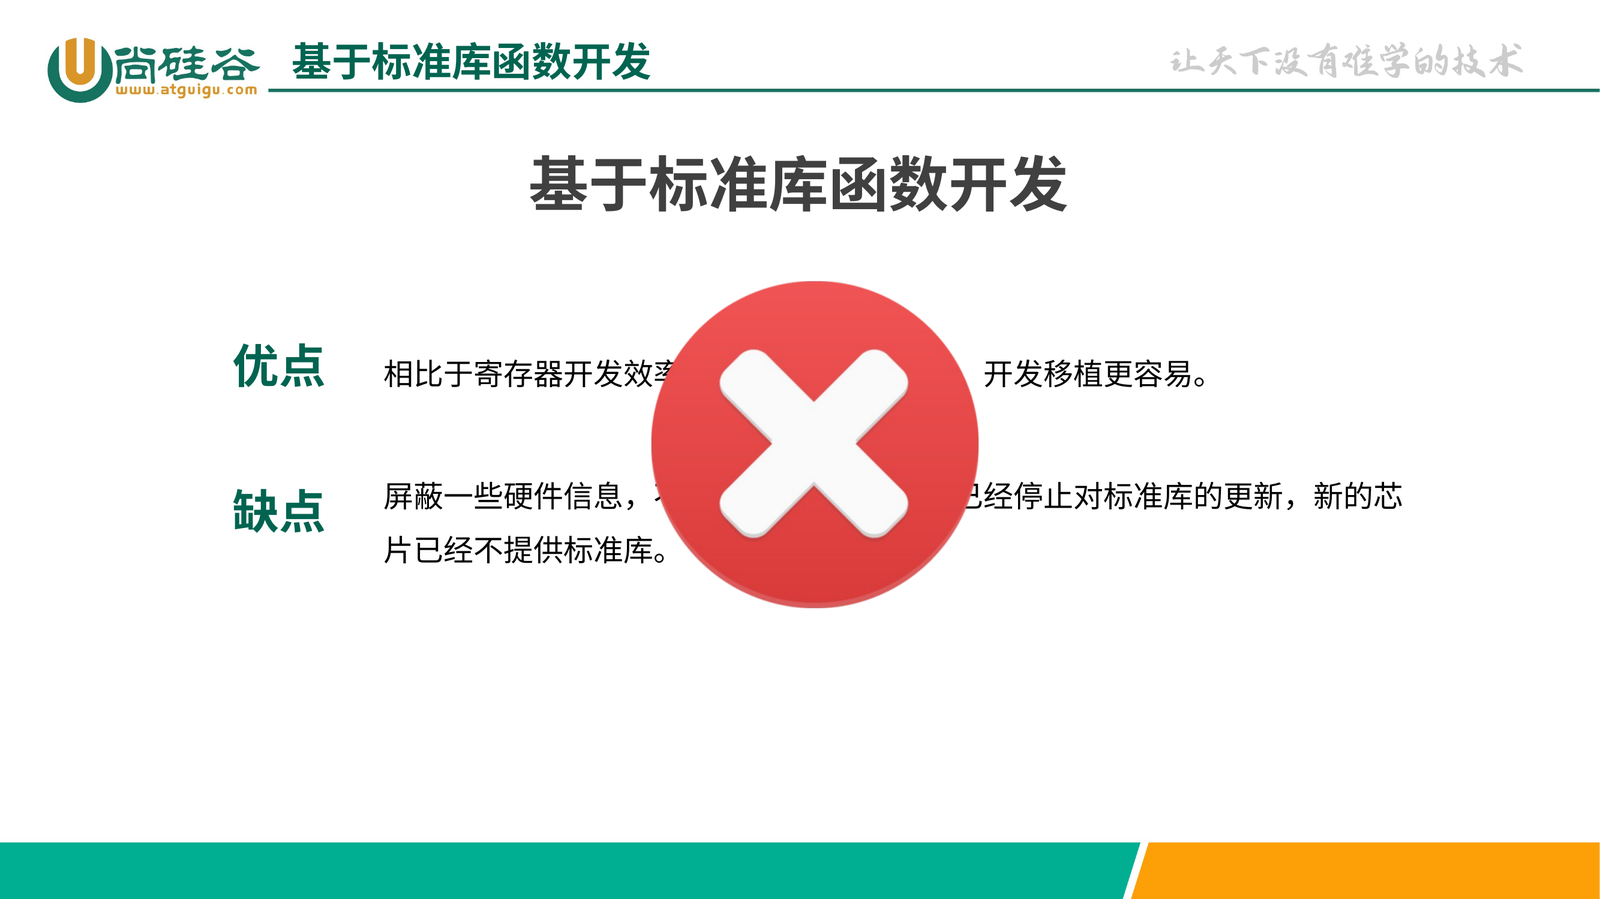 尚硅谷
www.atguigu.com
基于标准库函数开发
让天下没有难学的技术
基于标准库函数开发
优点
相比于寄存器开发效率 开发移植更容易。
缺点
屏蔽一些硬件信息， 已经停止对标准库的更新，新的芯
片已经不提供标准库。